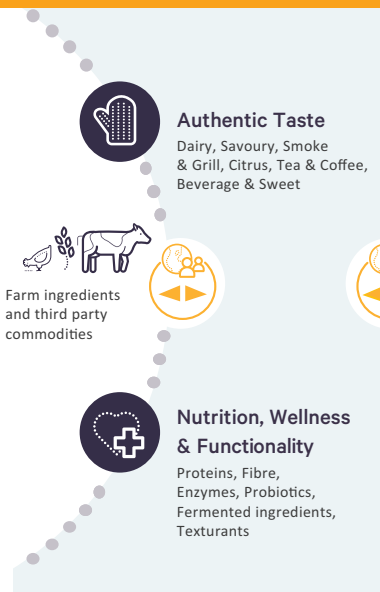 Authentic Taste
Dairy, Savoury, Smoke
& Grill, Citrus, Tea & Coffee,
Beverage & Sweet
Farm ingredients
and third party
commodities
Nutrition, Wellness
& Functionality
Proteins, Fibre,
Enzymes, Probiotics,
Fermented ingredients,
Texturants